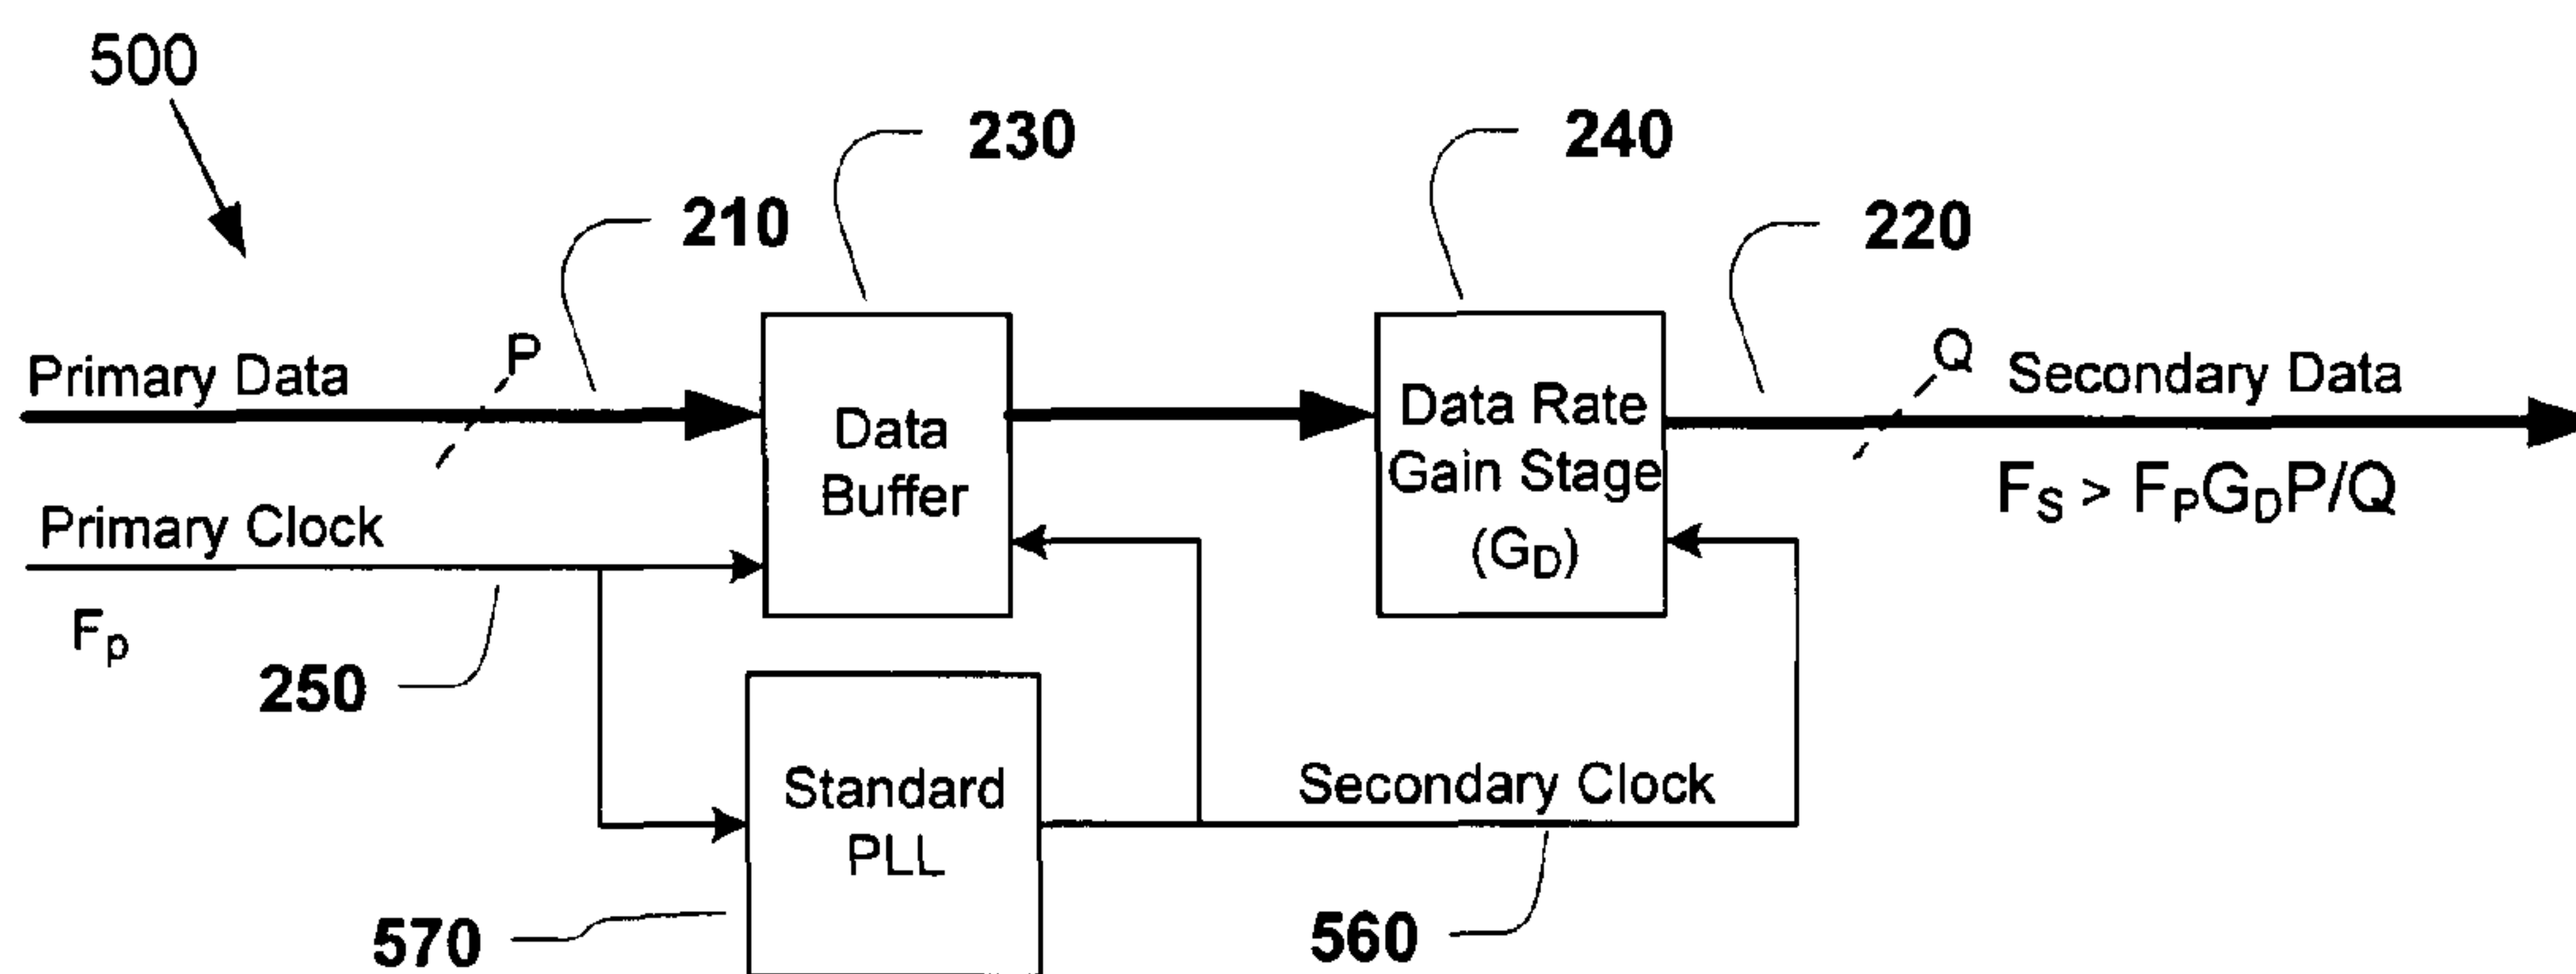 500
230
240
210
220
Primary Data
P
Data
Buffer
Data Rate
Gain Stage
(G_D)
Q
Secondary Data
F_S > F_PG_DP/Q
Primary Clock
F_p
250
Standard
PLL
Secondary Clock
570
560